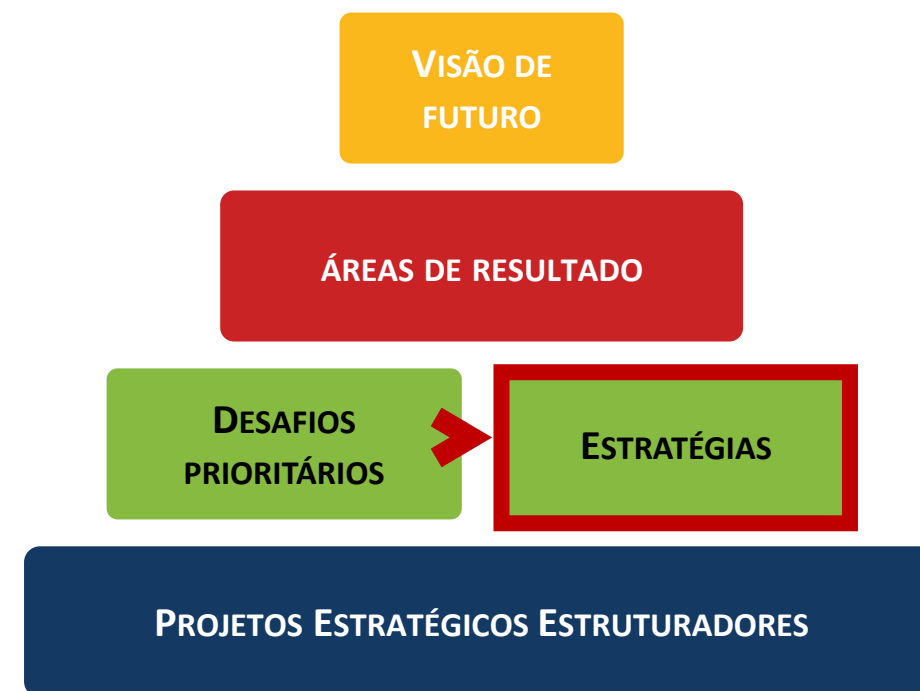 VISÃO DE
FUTURO
ÁREAS DE RESULTADO
DESAFIOS
PRIORITÁRIOS
ESTRATÉGIAS
PROJETOS ESTRATÉGICOS ESTRUTURADORES